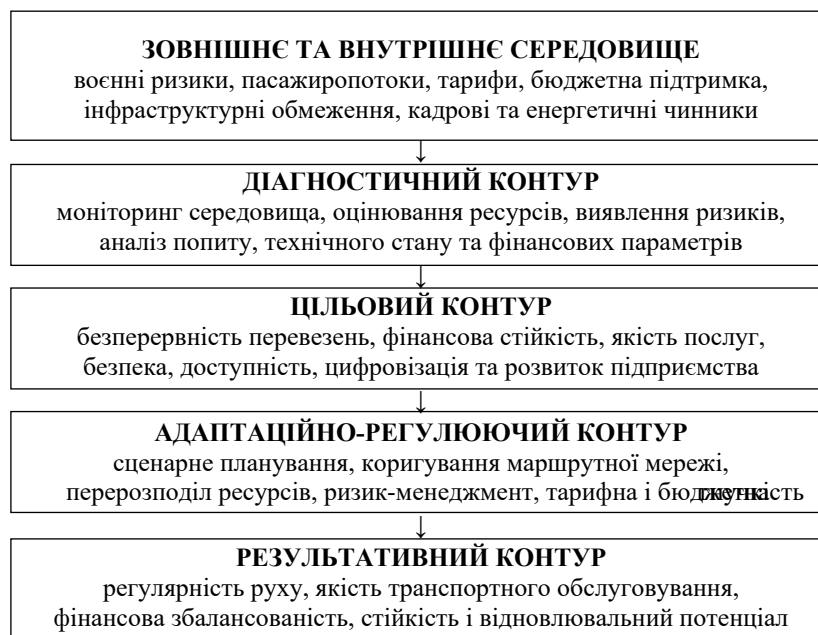 ЗОВНІШНЄ ТА ВНУТРІШНЄ СЕРЕДОВИЩЕ
воєнні ризики, пасажиропотоки, тарифи, бюджетна підтримка,
інфраструктурні обмеження, кадрові та енергетичні чинники
↓
ДІАГНОСТИЧНИЙ КОНТУР
моніторинг середовища, оцінювання ресурсів, виявлення ризиків,
аналіз попиту, технічного стану та фінансових параметрів
↓
ЦІЛЬОВИЙ КОНТУР
безперервність перевезень, фінансова стійкість, якість послуг,
безпека, доступність, цифровізація та розвиток підприємства
↓
АДАПТАЦІЙНО-РЕГУЛЮЮЧИЙ КОНТУР
сценарне планування, коригування маршрутної мережі,
перерозподіл ресурсів, ризик-менеджмент, тарифна і бюджетна гнучкість
↓
РЕЗУЛЬТАТИВНИЙ КОНТУР
регулярність руху, якість транспортного обслуговування,
фінансова збалансованість, стійкість і відновлювальний потенціал